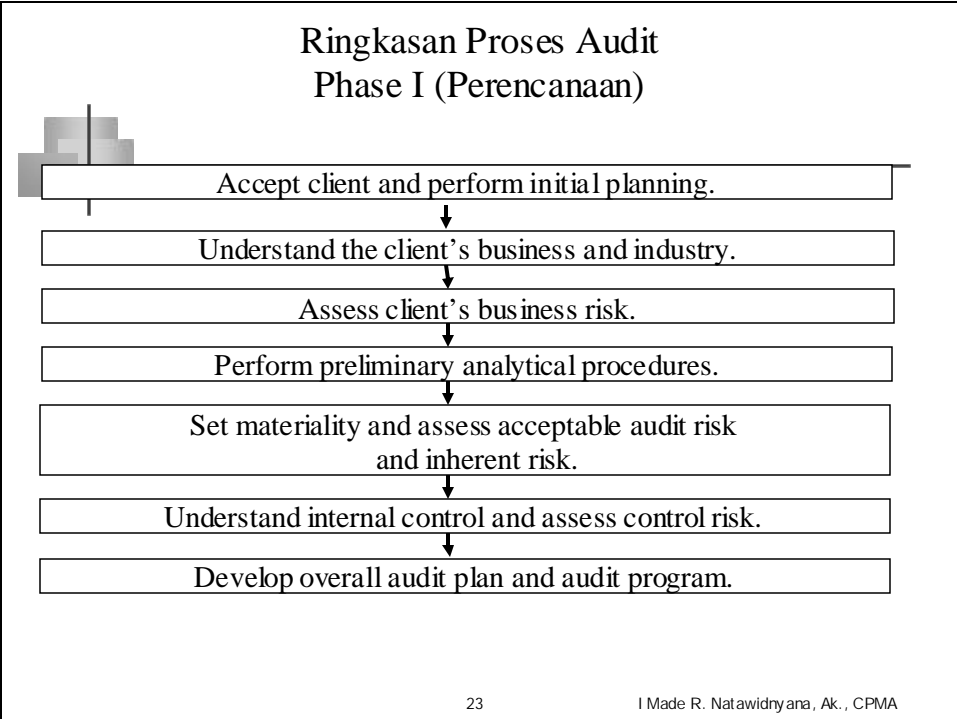 Ringkasan Proses Audit
Phase I (Perencanaan)
Accept client and perform initial planning.
Understand the client's business and industry.
Assess client's business risk.
Perform preliminary analytical procedures.
Set materiality and assess acceptable audit risk
and inherent risk.
Understand internal control and assess control risk.
Develop overall audit plan and audit program.
23
I Made R. Natawidnyana, Ak., CPMA